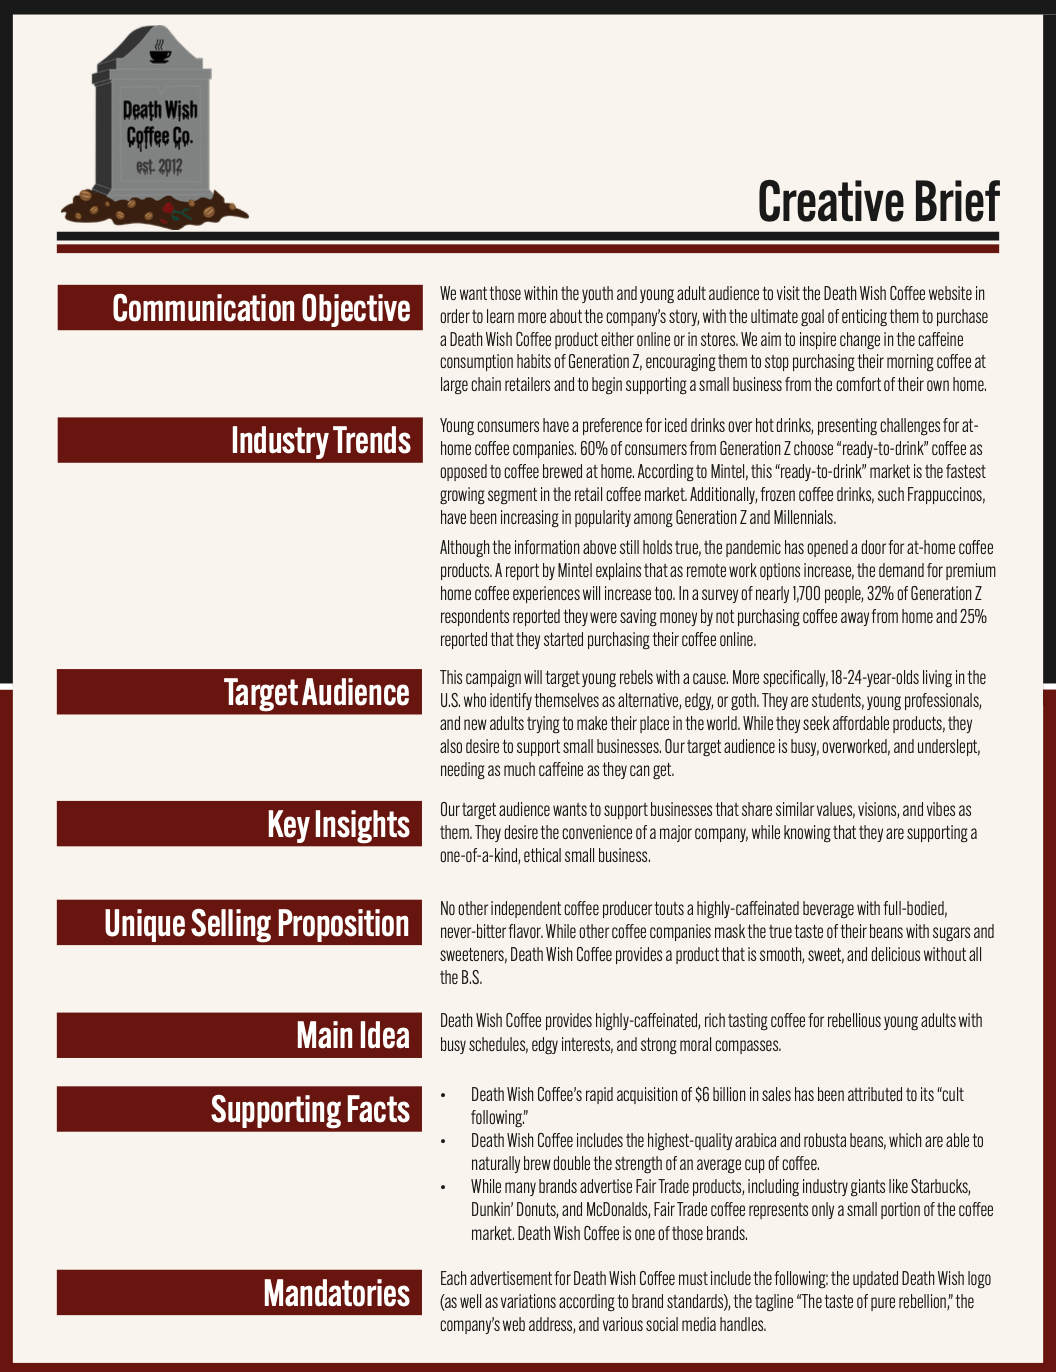 Death Wish
Coffee Co.
est. 2012
Creative Brief
Communication Objective
We want those within the youth and young adult audience to visit the Death Wish Coffee website in
order to learn more about the company's story, with the ultimate goal of enticing them to purchase
a Death Wish Coffee product either online or in stores. We aim to inspire change in the caffeine
consumption habits of Generation Z, encouraging them to stop purchasing their morning coffee at
large chain retailers and to begin supporting a small business from the comfort of their own home.
Industry Trends
Young consumers have a preference for iced drinks over hot drinks, presenting challenges for at-
home coffee companies. 60% of consumers from Generation Z choose “ready-to-drink” coffee as
opposed to coffee brewed at home. According to Mintel, this “ready-to-drink” market is the fastest
growing segment in the retail coffee market. Additionally, frozen coffee drinks, such Frappuccinos,
have been increasing in popularity among Generation Z and Millennials.
Although the information above still holds true, the pandemic has opened a door for at-home coffee
products. A report by Mintel explains that as remote work options increase, the demand for premium
home coffee experiences will increase too. In a survey of nearly 1,700 people, 32% of Generation Z
respondents reported they were saving money by not purchasing coffee away from home and 25%
reported that they started purchasing their coffee online.
Target Audience
This campaign will target young rebels with a cause. More specifically, 18-24-year-olds living in the
U.S. who identify themselves as alternative, edgy, or goth. They are students, young professionals,
and new adults trying to make their place in the world. While they seek affordable products, they
also desire to support small businesses. Our target audience is busy, overworked, and underslept,
needing as much caffeine as they can get.
Key Insights
Our target audience wants to support businesses that share similar values, visions, and vibes as
them. They desire the convenience of a major company, while knowing that they are supporting a
one-of-a-kind, ethical small business.
Unique Selling Proposition
No other independent coffee producer touts a highly-caffeinated beverage with full-bodied,
never-bitter flavor. While other coffee companies mask the true taste of their beans with sugars and
sweeteners, Death Wish Coffee provides a product that is smooth, sweet, and delicious without all
the B.S.
Main Idea
Death Wish Coffee provides highly-caffeinated, rich tasting coffee for rebellious young adults with
busy schedules, edgy interests, and strong moral compasses.
Supporting Facts
• Death Wish Coffee's rapid acquisition of $6 billion in sales has been attributed to its “cult
following.”
• Death Wish Coffee includes the highest-quality arabica and robusta beans, which are able to
naturally brew double the strength of an average cup of coffee.
• While many brands advertise Fair Trade products, including industry giants like Starbucks,
Dunkin' Donuts, and McDonalds, Fair Trade coffee represents only a small portion of the coffee
market. Death Wish Coffee is one of those brands.
Mandatories
Each advertisement for Death Wish Coffee must include the following: the updated Death Wish logo
(as well as variations according to brand standards), the tagline “The taste of pure rebellion,” the
company's web address, and various social media handles.